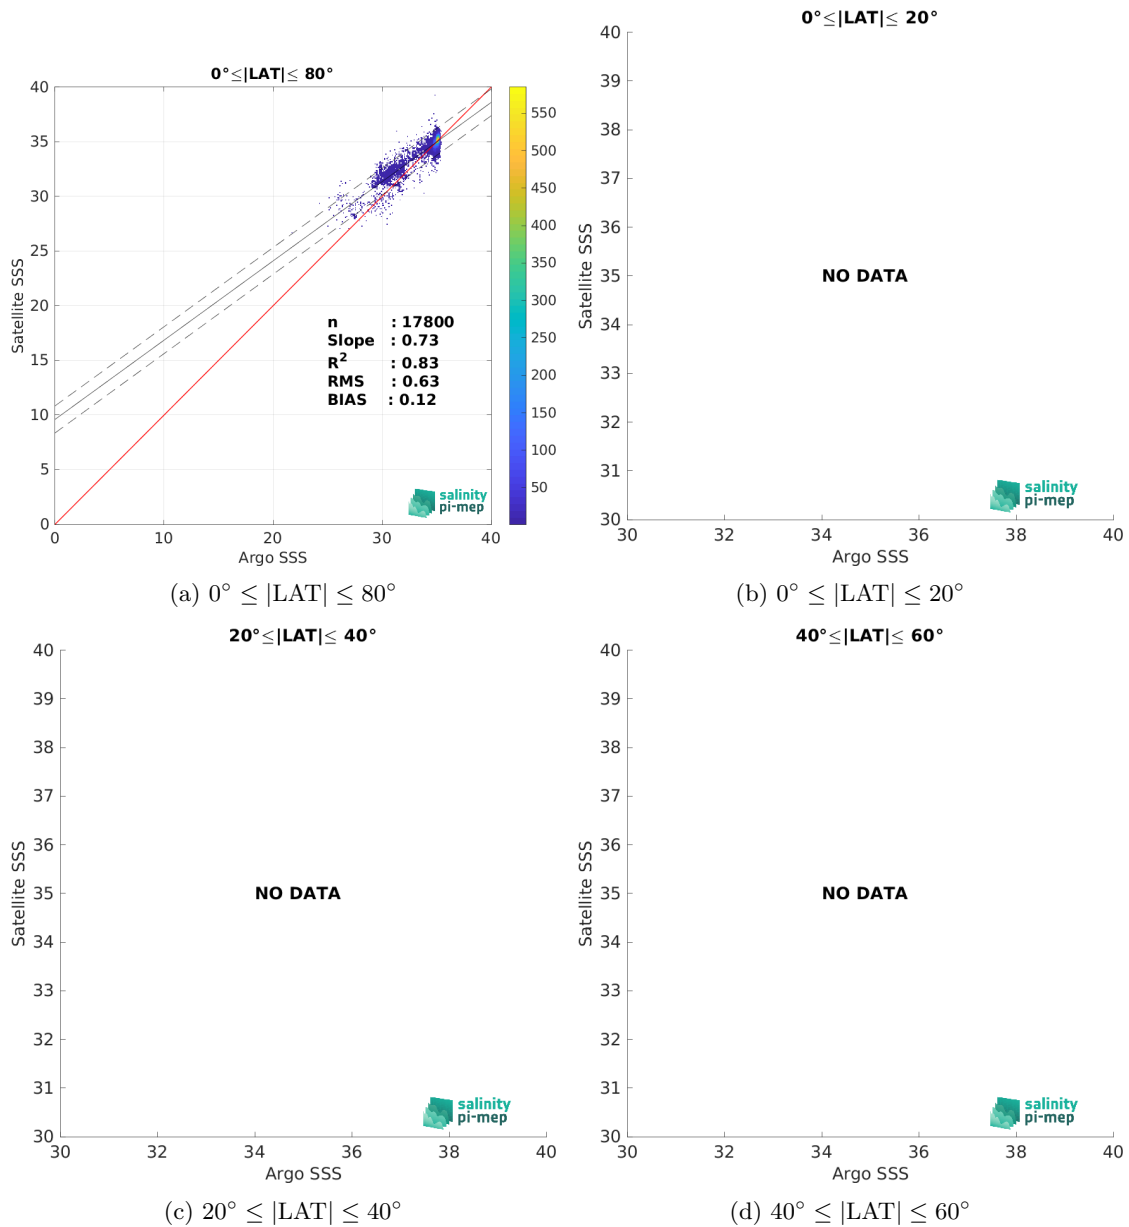 0°≤|LAT|≤ 80°
40
35
30
25
20
15
10
5
0
Satellite SSS
0
10
20
30
40
Argo SSS
n : 17800
Slope : 0.73
R² : 0.83
RMS : 0.63
BIAS : 0.12
salinity
pi-mep
550
500
450
400
350
300
250
200
150
100
50
(a) 0° ≤ |LAT| ≤ 80°
0°≤|LAT|≤ 20°
40
39
38
37
36
35
34
33
32
31
30
Satellite SSS
NO DATA
salinity
pi-mep
30
32
34
36
38
40
Argo SSS
(b) 0° ≤ |LAT| ≤ 20°
20°≤|LAT|≤ 40°
40
39
38
37
36
35
34
33
32
31
30
Satellite SSS
NO DATA
salinity
pi-mep
30
32
34
36
38
40
Argo SSS
(c) 20° ≤ |LAT| ≤ 40°
40°≤|LAT|≤ 60°
40
39
38
37
36
35
34
33
32
31
30
Satellite SSS
NO DATA
salinity
pi-mep
30
32
34
36
38
40
Argo SSS
(d) 40° ≤ |LAT| ≤ 60°